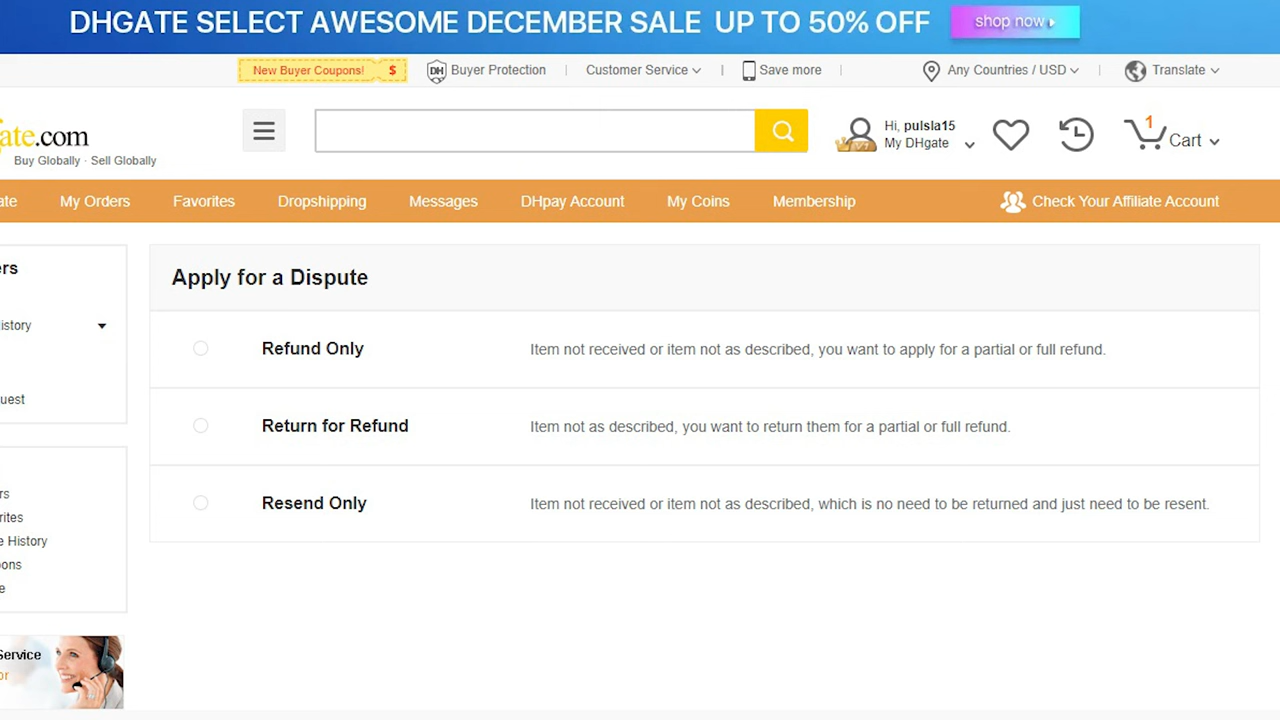 DHGATE SELECT AWESOME DECEMBER SALE UP TO 50% OFF shop now
New Buyer Coupons! $ DH Buyer Protection Customer Service Save more Any Countries / USD Translate
ate.com
Buy Globally · Sell Globally
Hi, pulsla15
My DHgate
V1
1
Cart
ate My Orders Favorites Dropshipping Messages DHpay Account My Coins Membership Check Your Affiliate Account
ers
istory
uest
rs
rites
e History
ons
e
Service
or
Apply for a Dispute
Refund Only Item not received or item not as described, you want to apply for a partial or full refund.
Return for Refund Item not as described, you want to return them for a partial or full refund.
Resend Only Item not received or item not as described, which is no need to be returned and just need to be resent.